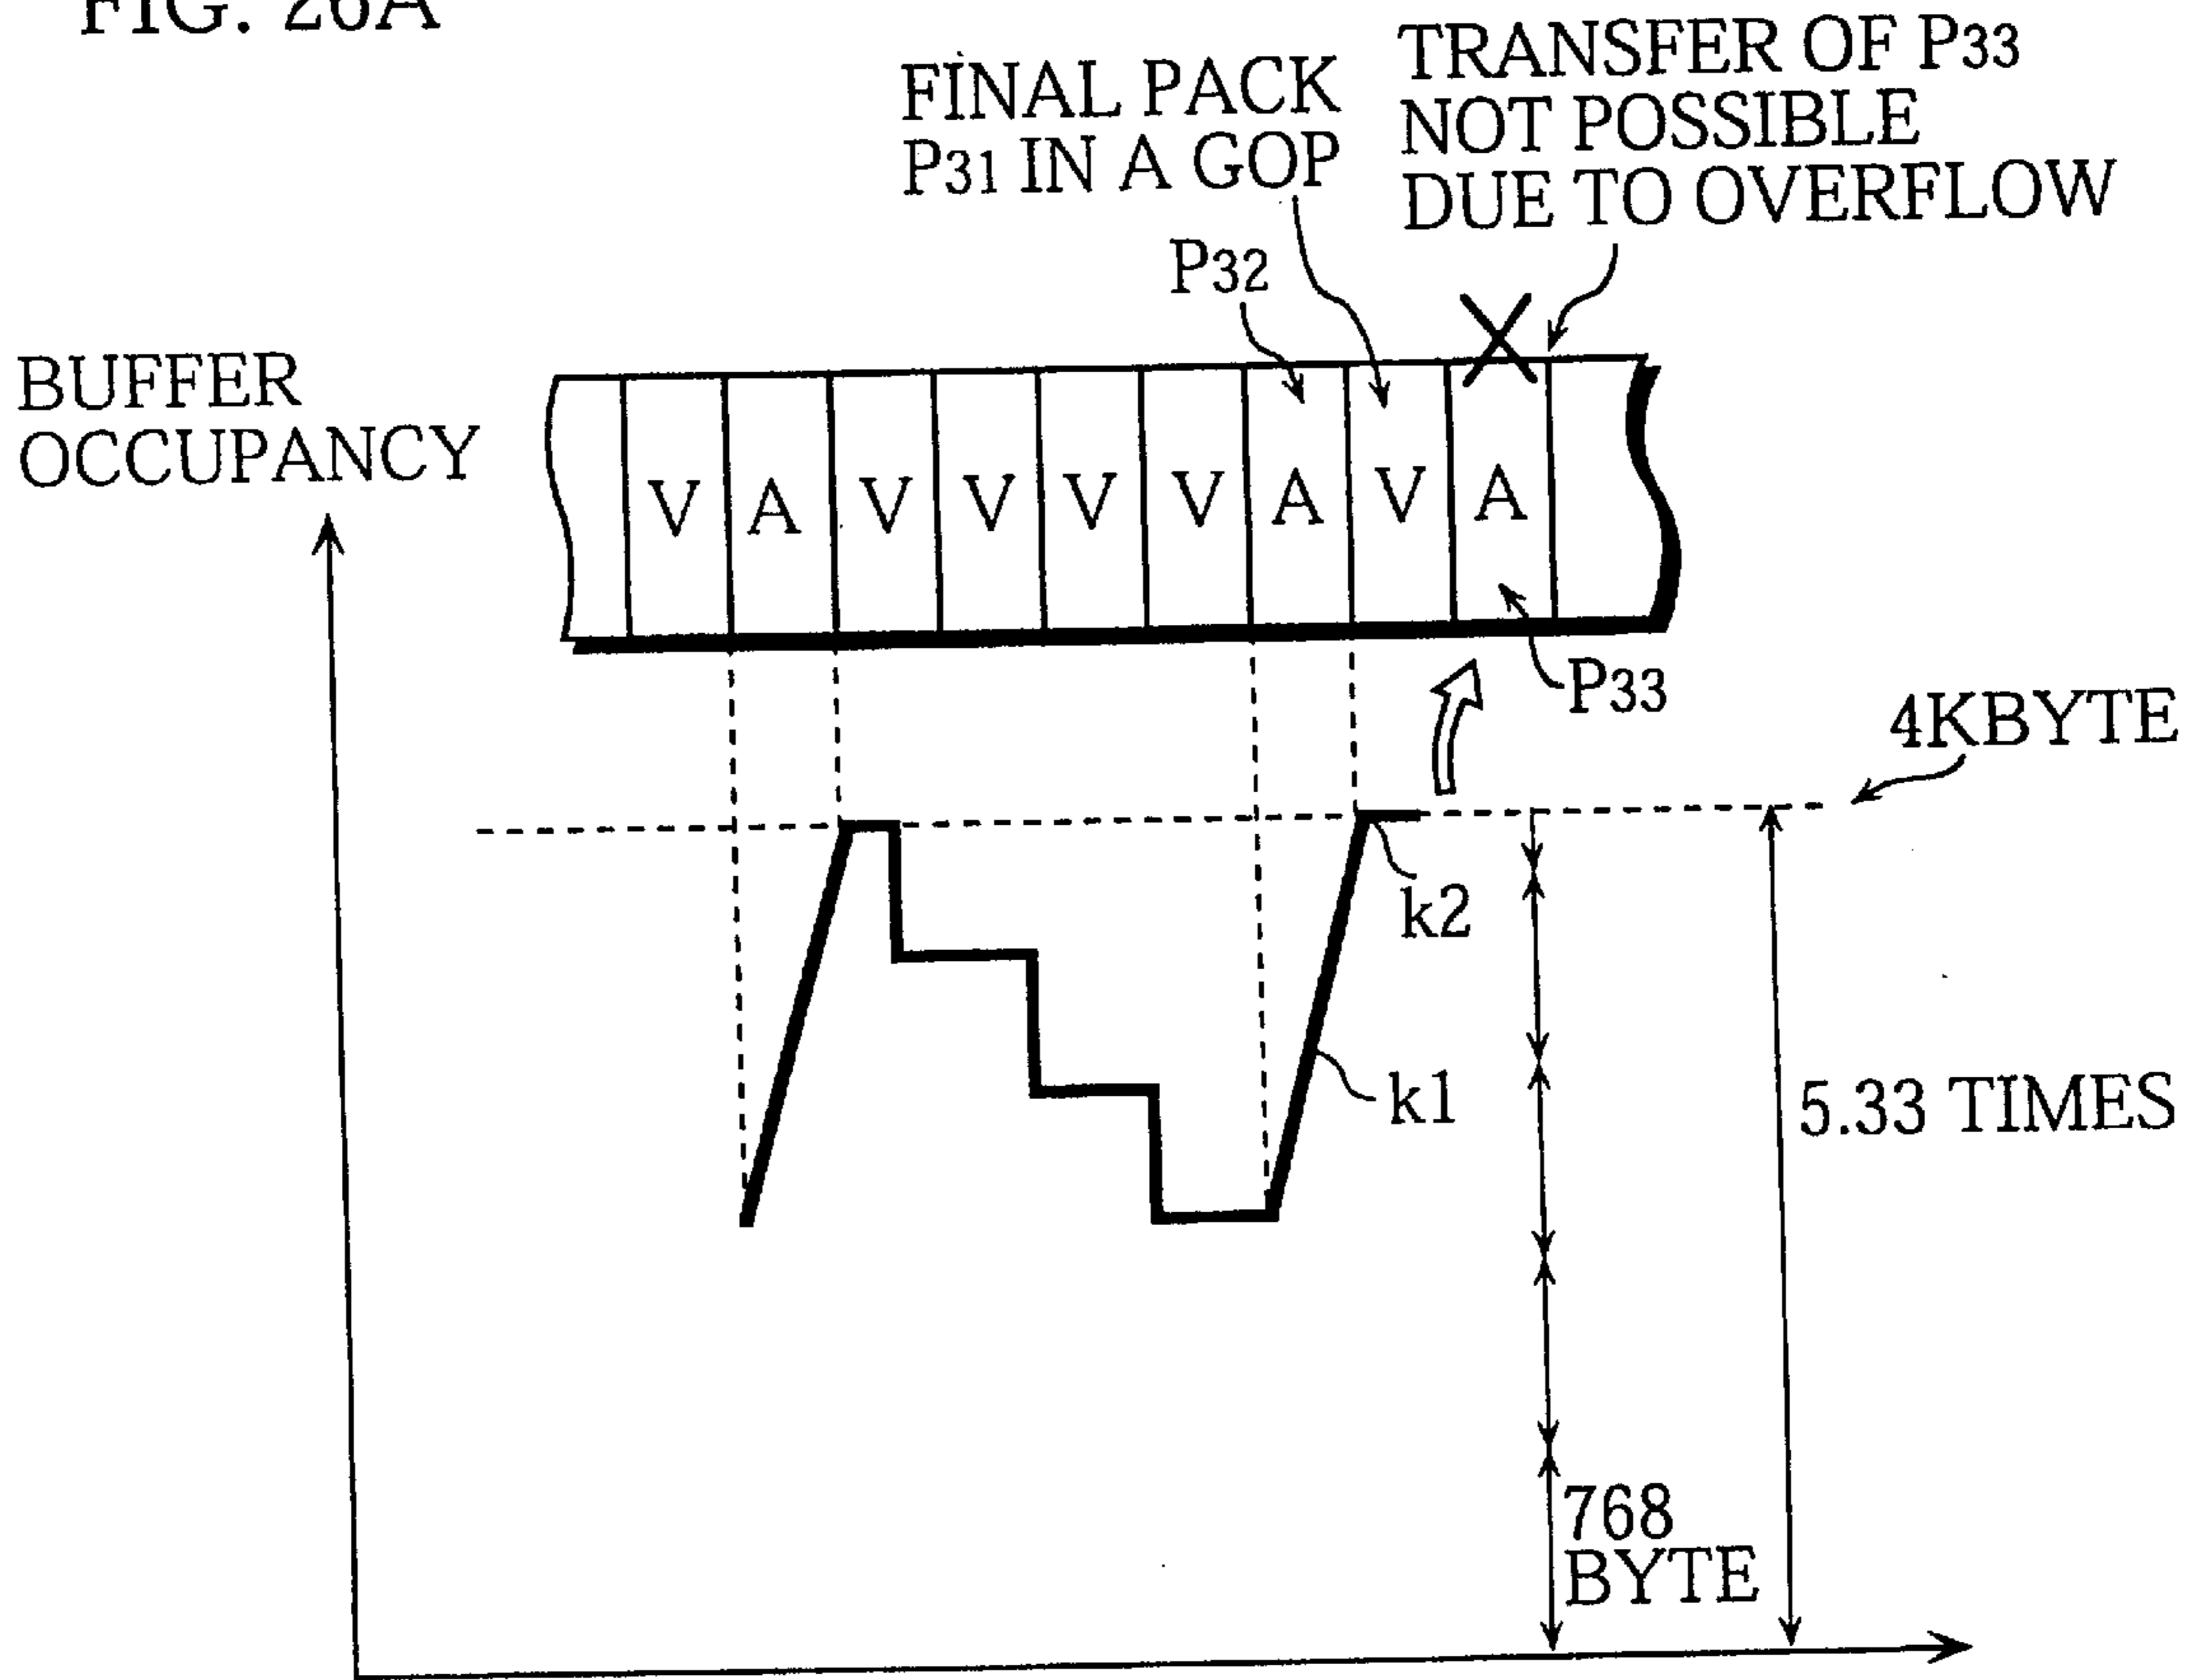 FIG. 26A
FINAL PACK
P31 IN A GOP
TRANSFER OF P33
NOT POSSIBLE
DUE TO OVERFLOW
P32
BUFFER
OCCUPANCY
V A V V V V A V A
P33
4KBYTE
k2
k1
5.33 TIMES
768
BYTE